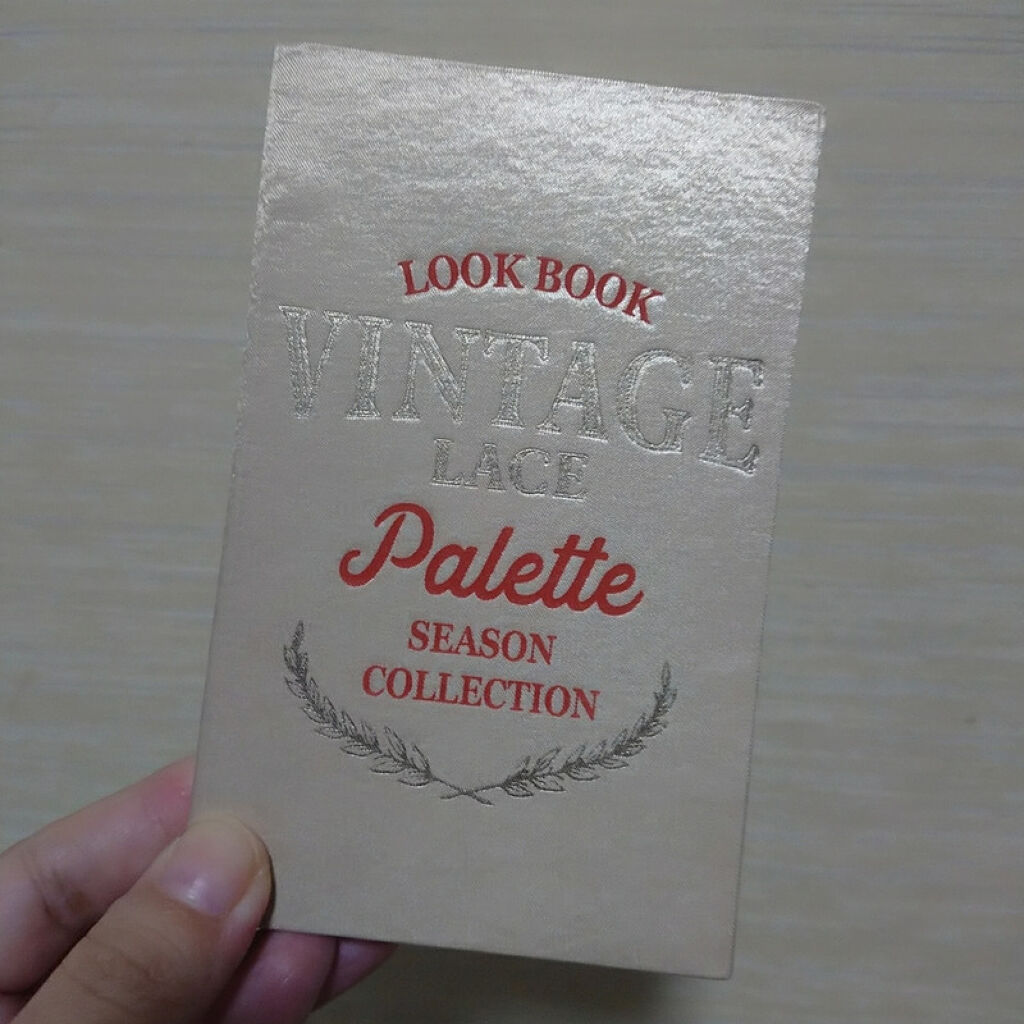 LOOK BOOK
VINTAGE
LACE
Palette
SEASON
COLLECTION